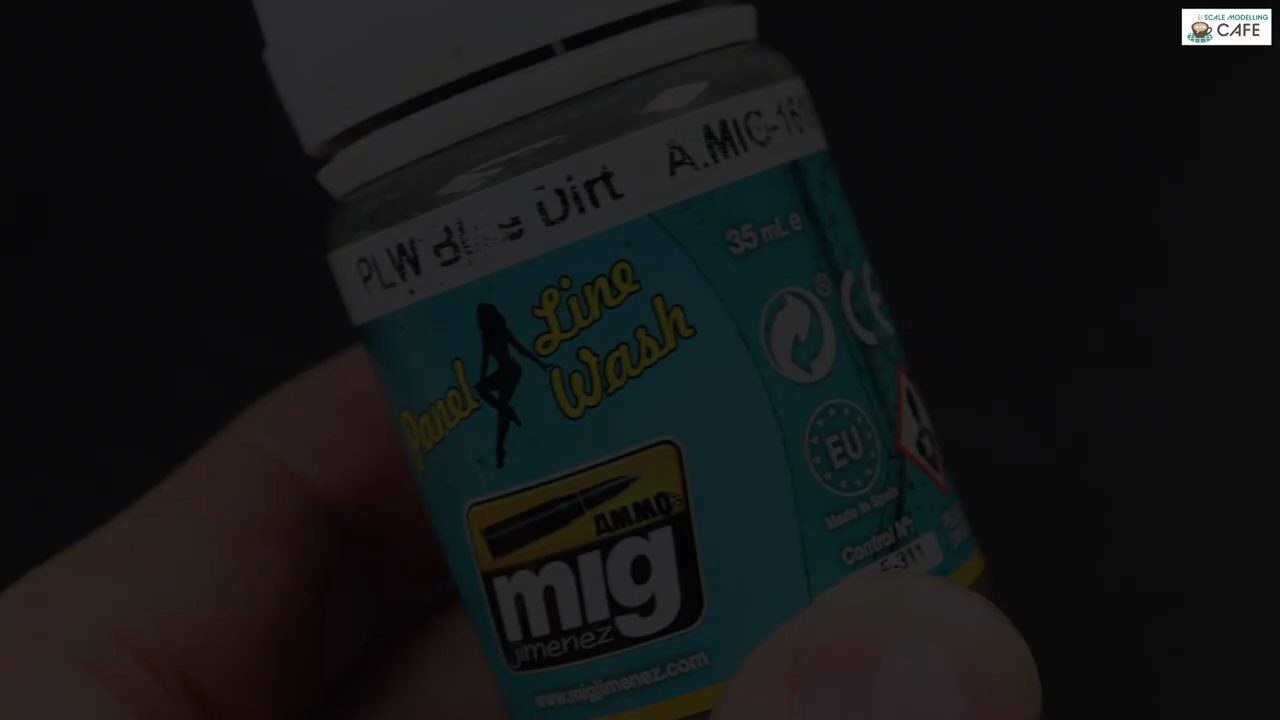 SCALE MODELLING
CAFE
PLW Dirt
35 mL e
Panel
Line
Wash
EU
Made in Spain
Control Nº:
AMMO
mig
jimenez
www.migjimenez.com